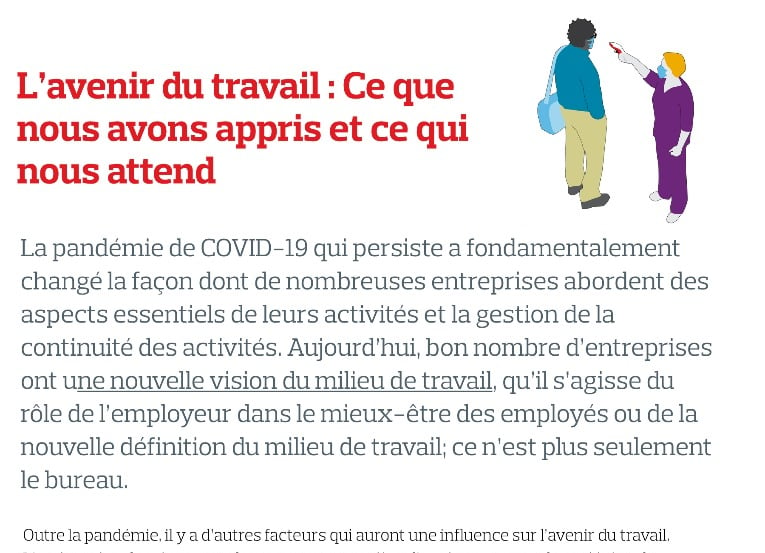 L'avenir du travail : Ce que
nous avons appris et ce qui
nous attend
La pandémie de COVID-19 qui persiste a fondamentalement
changé la façon dont de nombreuses entreprises abordent des
aspects essentiels de leurs activités et la gestion de la
continuité des activités. Aujourd'hui, bon nombre d'entreprises
ont une nouvelle vision du milieu de travail, qu'il s'agisse du
rôle de l'employeur dans le mieux-être des employés ou de la
nouvelle définition du milieu de travail; ce n'est plus seulement
le bureau.
Outre la pandémie, il y a d'autres facteurs qui auront une influence sur l'avenir du travail.